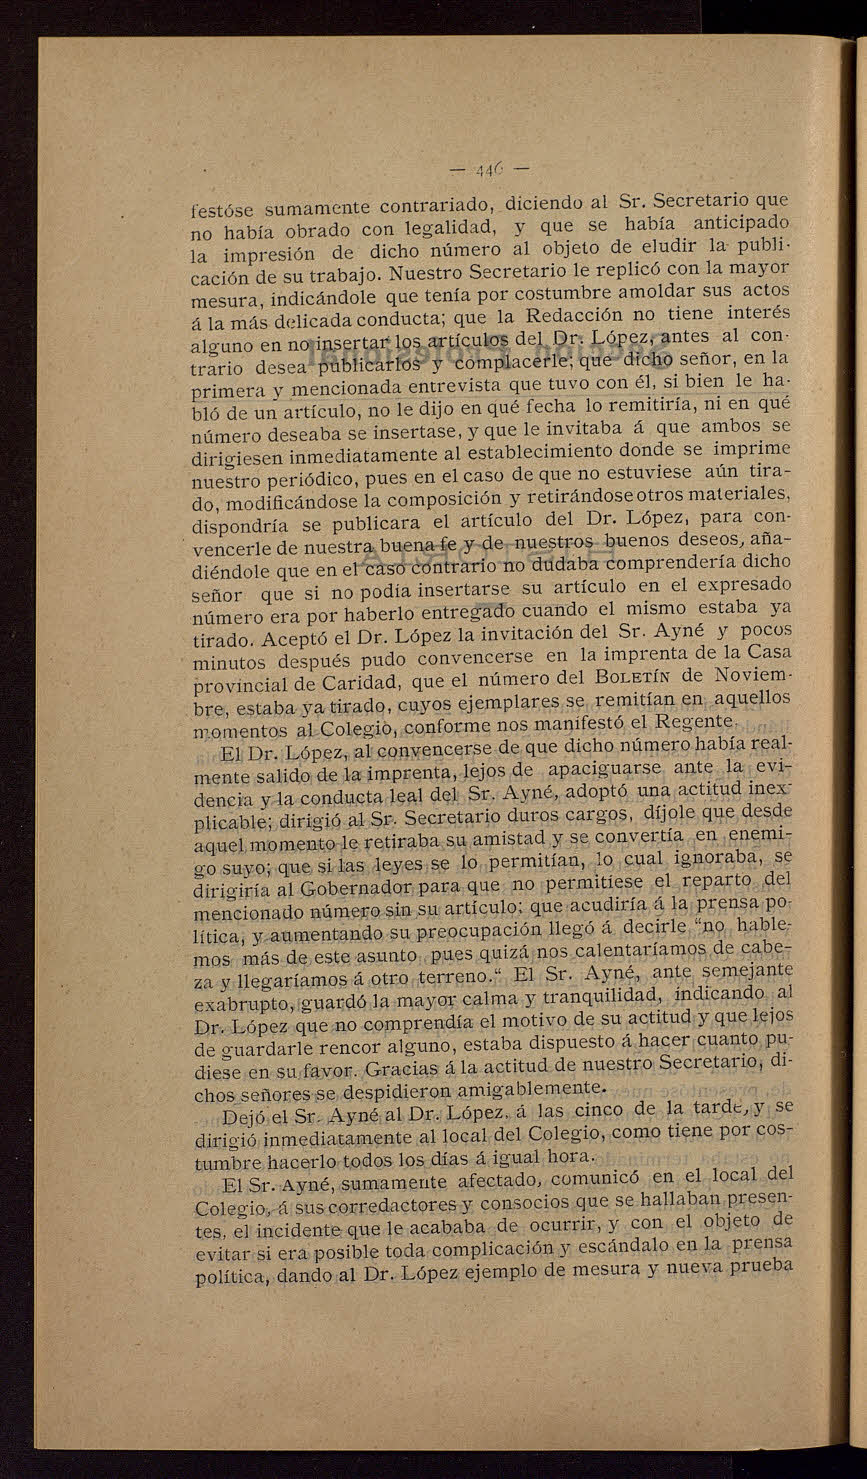 — 446 —
festóse sumamente contrariado, diciendo al Sr. Secretario que
no había obrado con legalidad, y que se había anticipado
la impresión de dicho número al objeto de eludir la publi-
cación de su trabajo. Nuestro Secretario le replicó con la mayor
mesura, indicándole que tenía por costumbre amoldar sus actos
á la más delicada conducta; que la Redacción no tiene interés
alguno en no insertar los artículos del Dr. López, antes al con-
trario desea publicarlos y complacerle; que dicho señor, en la
primera y mencionada entrevista que tuvo con él, si bien le ha-
bló de un artículo, no le dijo en qué fecha lo remitiría, ni en qué
número deseaba se insertase, y que le invitaba á que ambos se
dirigiesen inmediatamente al establecimiento donde se imprime
nuestro periódico, pues en el caso de que no estuviese aún tira-
do, modificándose la composición y retirándose otros materiales,
dispondría se publicara el artículo del Dr. López, para con-
vencerle de nuestra buena fe y de nuestros buenos deseos, aña-
diéndole que en el caso contrario no dudaba comprendería dicho
señor que si no podía insertarse su artículo en el expresado
número era por haberlo entregado cuando el mismo estaba ya
tirado. Aceptó el Dr. López la invitación del Sr. Ayné y pocos
minutos después pudo convencerse en la imprenta de la Casa
provincial de Caridad, que el número del BOLETÍN de Noviem-
bre, estaba ya tirado, cuyos ejemplares se remitían en aquellos
momentos al Colegio, conforme nos manifestó el Regente.
El Dr. López, al convencerse de que dicho número había real-
mente salido de la imprenta, lejos de apaciguarse ante la evi-
dencia y la conducta leal del Sr. Ayné, adoptó una actitud inex-
plicable; dirigió al Sr. Secretario duros cargos, díjole que desde
aquel momento le retiraba su amistad y se convertía en enemi-
go suyo; que si las leyes se lo permitían, lo cual ignoraba, se
dirigiría al Gobernador para que no permitiese el reparto del
mencionado número sin su artículo; que acudiría á la prensa po-
lítica, y aumentando su preocupación llegó á decirle “no hable-
mos más de este asunto pues quizá nos calentaríamos de cabe-
za y llegaríamos á otro terreno.“ El Sr. Ayné, ante semejante
exabrupto, guardó la mayor calma y tranquilidad, indicando al
Dr. López que no comprendía el motivo de su actitud y que lejos
de guardarle rencor alguno, estaba dispuesto á hacer cuanto pu-
diese en su favor. Gracias á la actitud de nuestro Secretario, di-
chos señores se despidieron amigablemente.
Dejó el Sr. Ayné al Dr. López, á las cinco de la tarde, y se
dirigió inmediatamente al local del Colegio, como tiene por cos-
tumbre hacerlo todos los días á igual hora.
El Sr. Ayné, sumamente afectado, comunicó en el local del
Colegio, á sus corredactores y consocios que se hallaban presen-
tes, el incidente que le acababa de ocurrir, y con el objeto de
evitar si era posible toda complicación y escándalo en la prensa
política, dando al Dr. López ejemplo de mesura y nueva prueba